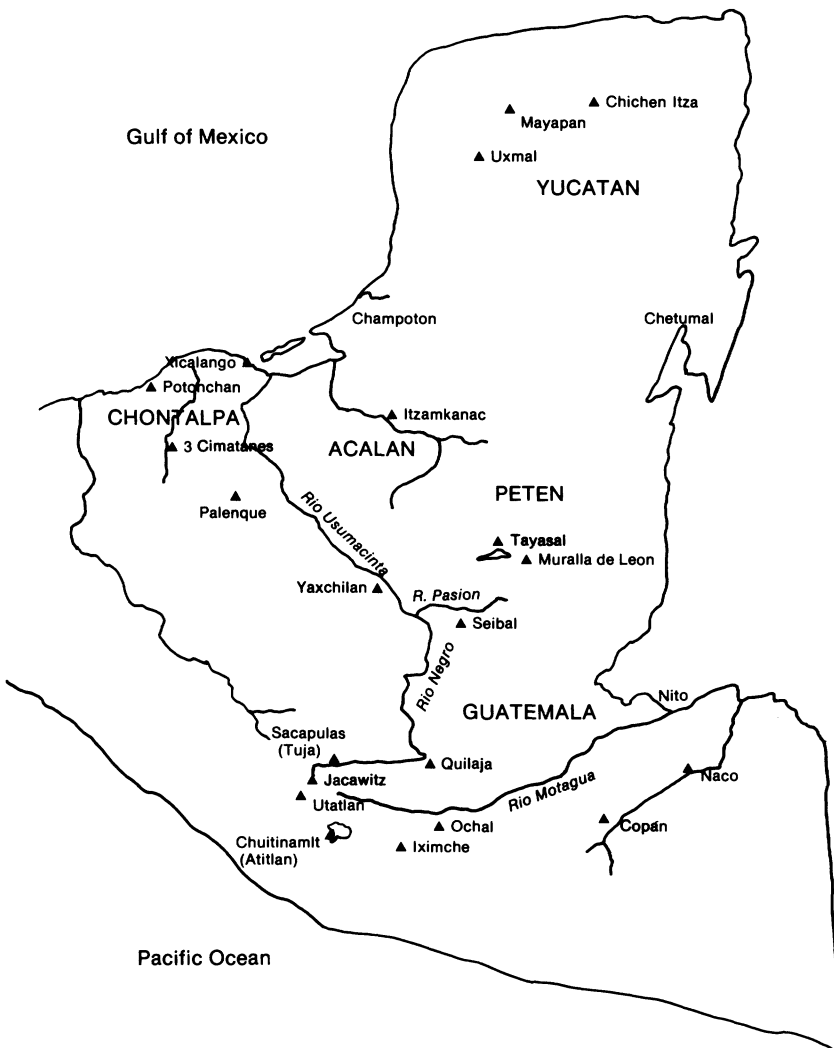 Chichen Itza
Mayapan
Gulf of Mexico
Uxmal
YUCATAN
Champoton
Chetumal
Xicalango
Potonchan
CHONTALPA
Itzamkanac
3 Cimatanes
ACALAN
PETEN
Palenque
Rio Usumacinta
Tayasal
Muralla de Leon
Yaxchilan
R. Pasion
Seibal
Rio Negro
Nito
GUATEMALA
Sacapulas
(Tuja)
Quilaja
Jacawitz
Naco
Rio Motagua
Utatlan
Ochal
Copán
Chuitinamlt
(Atitlan)
Iximche
Pacific Ocean